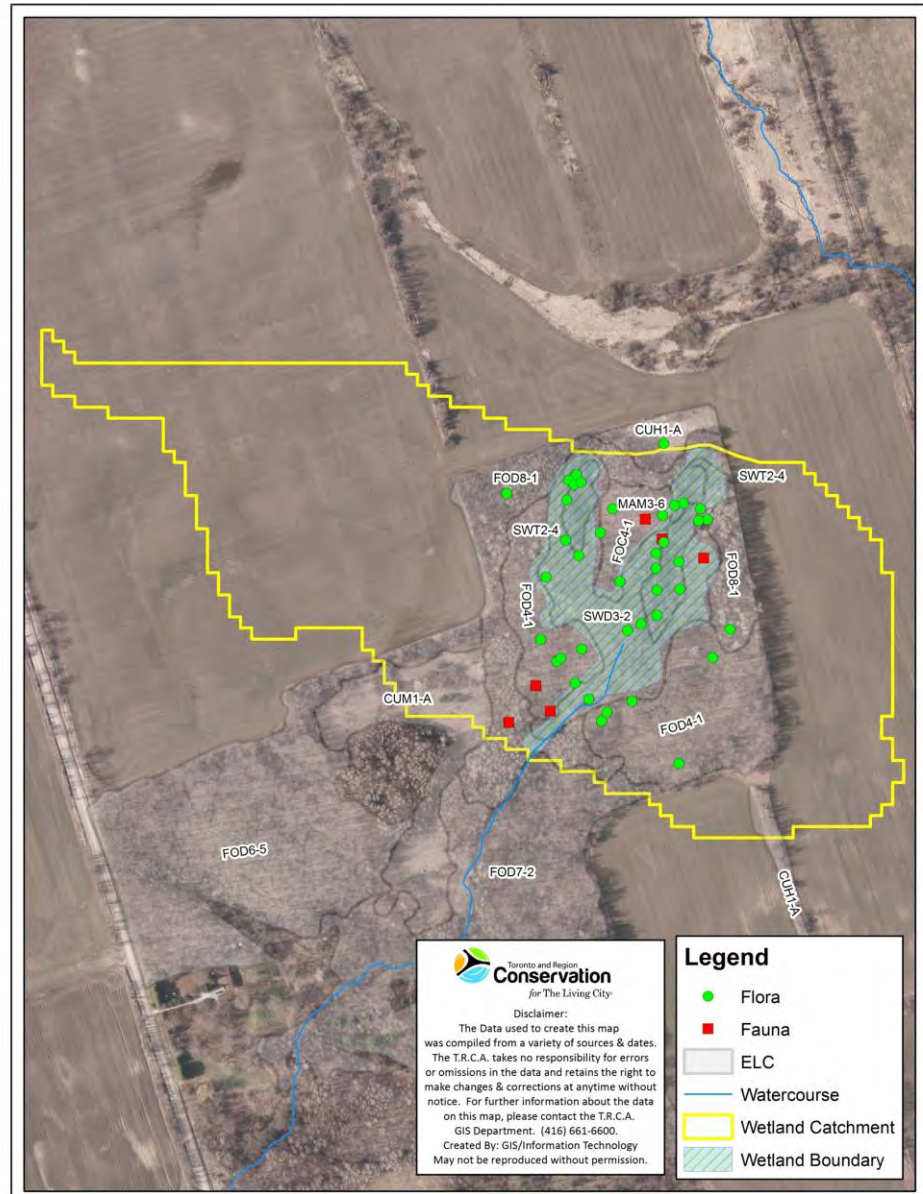 CUH1-A
FOD8-1
SWT2-4
MAM3-6
SWT2-4
FOC4-1
FOD8-1
FOD4-1
SWD3-2
CUM1-A
FOD4-1
FOD6-5
FOD7-2
CUH1-A
Toronto and Region
Conservation
for The Living City·
Disclaimer:
The Data used to create this map
was compiled from a variety of sources & dates.
The T.R.C.A. takes no responsibility for errors
or omissions in the data and retains the right to
make changes & corrections at anytime without
notice. For further information about the data
on this map, please contact the T.R.C.A.
GIS Department. (416) 661-6600.
Created By: GIS/Information Technology
May not be reproduced without permission.
Legend
Flora
Fauna
ELC
Watercourse
Wetland Catchment
Wetland Boundary